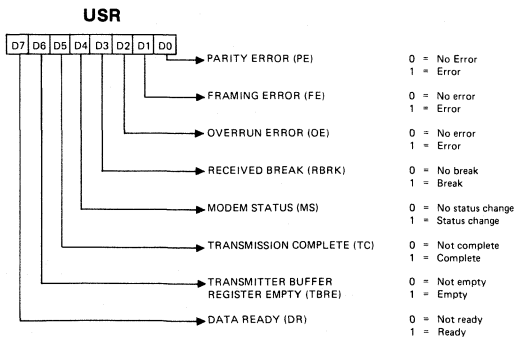 USR
D7 D6 D5 D4 D3 D2 D1 D0
PARITY ERROR (PE) 0 = No Error
1 = Error
FRAMING ERROR (FE) 0 = No error
1 = Error
OVERRUN ERROR (OE) 0 = No error
1 = Error
RECEIVED BREAK (RBRK) 0 = No break
1 = Break
MODEM STATUS (MS) 0 = No status change
1 = Status change
TRANSMISSION COMPLETE (TC) 0 = Not complete
1 = Complete
TRANSMITTER BUFFER 0 = Not empty
REGISTER EMPTY (TBRE) 1 = Empty
DATA READY (DR) 0 = Not ready
1 = Ready